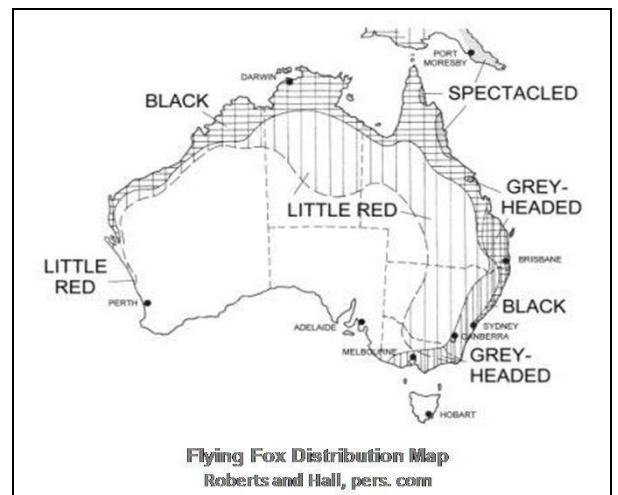 PORT
MORESBY
DARWIN
BLACK
SPECTACLED
GREY-
HEADED
LITTLE RED
BRISBANE
LITTLE
RED
PERTH
BLACK
ADELAIDE
SYDNEY
CANBERRA
MELBOURNE
GREY-
HEADED
HOBART
Flying Fox Distribution Map
Roberts and Hall, pers. com